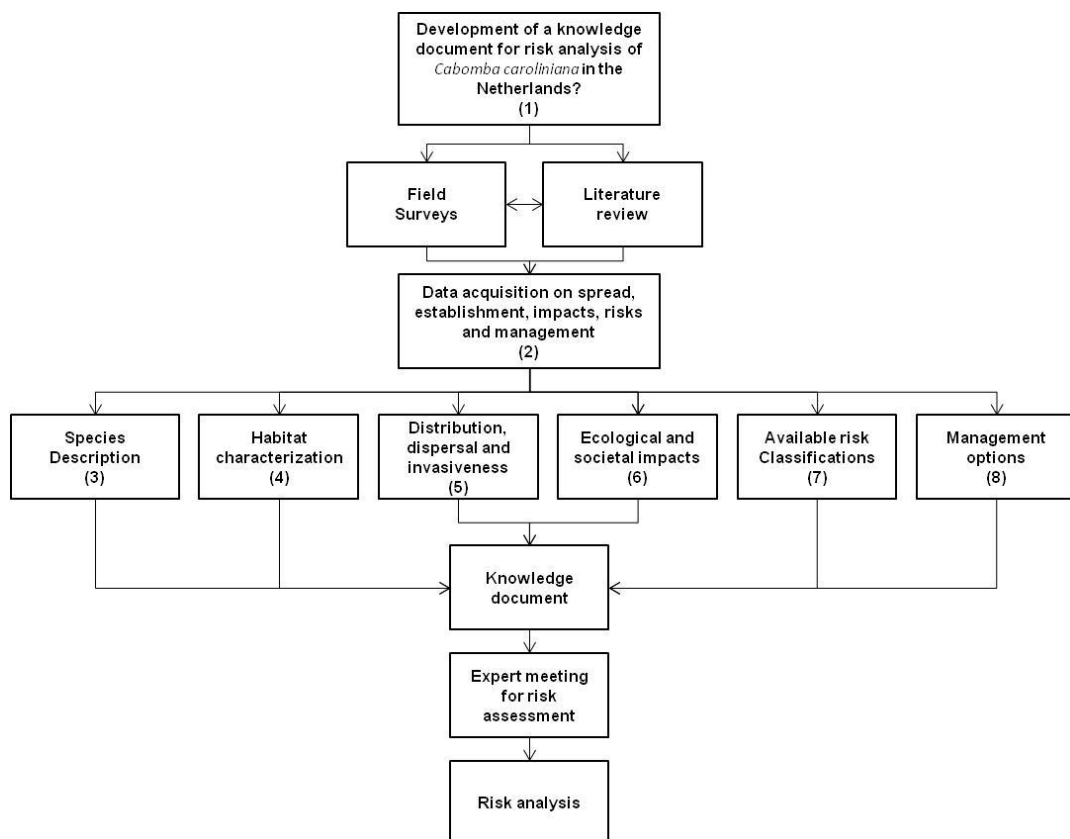 Development of a knowledge
document for risk analysis of
Cabomba caroliniana in the
Netherlands?
(1)
Field
Surveys
Literature
review
Data acquisition on spread,
establishment, impacts, risks
and management
(2)
Species
Description
(3)
Habitat
characterization
(4)
Distribution,
dispersal and
invasiveness
(5)
Ecological and
societal impacts
(6)
Available risk
Classifications
(7)
Management
options
(8)
Knowledge
document
Expert meeting
for risk
assessment
Risk analysis